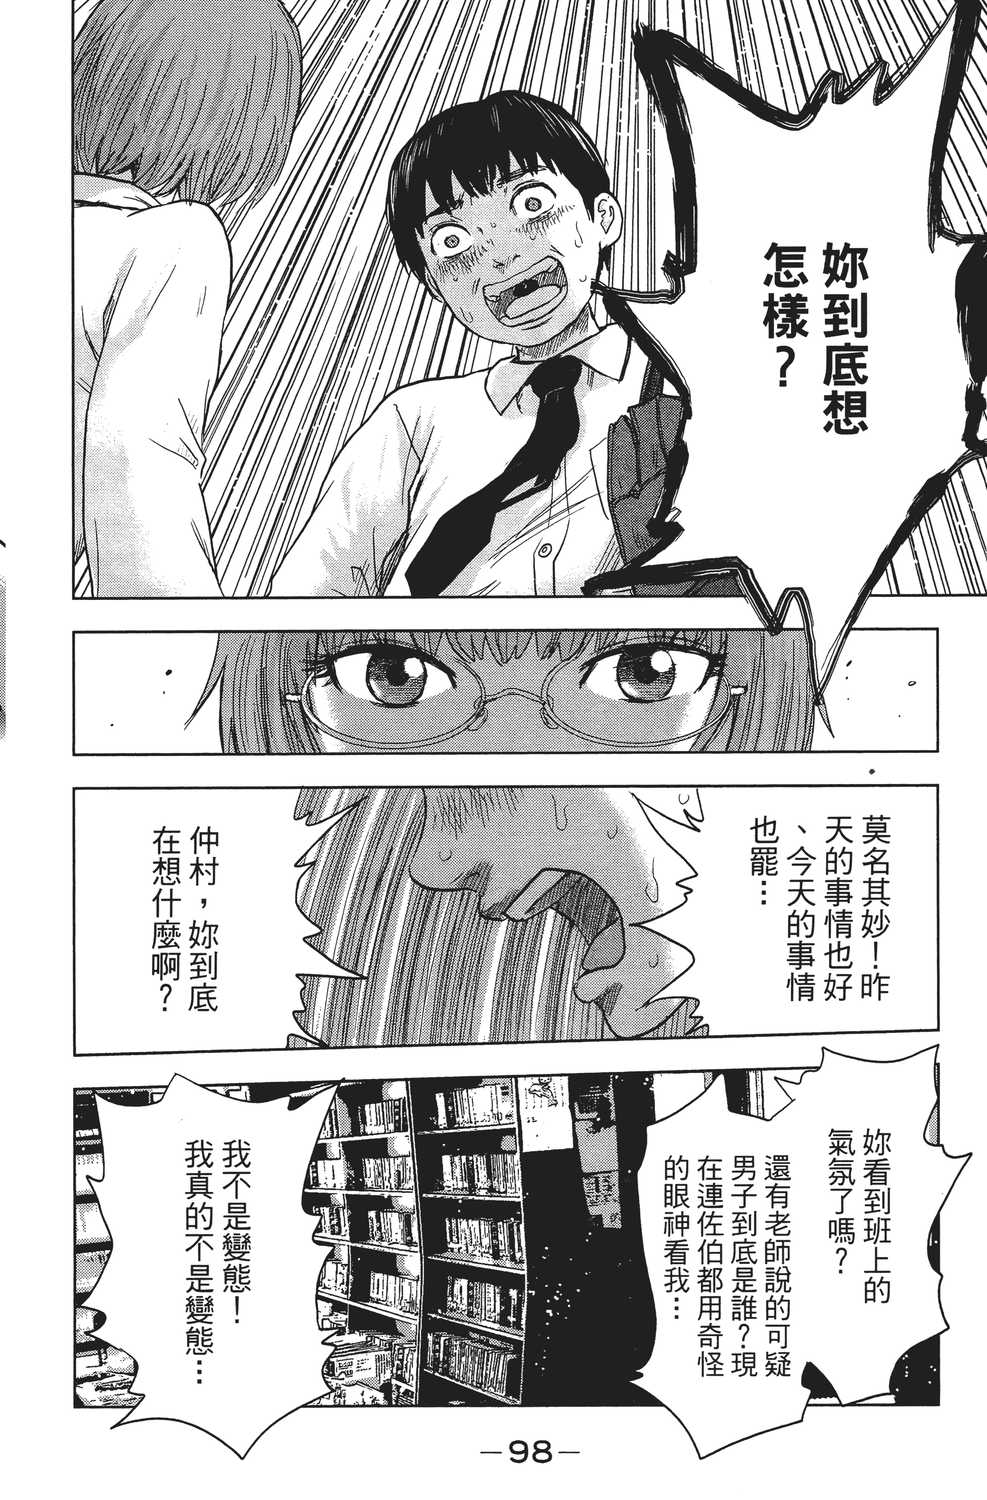 妳到底想
怎樣？
莫名其妙！昨
天的事情也好
、今天的事情
也罷…
仲村，妳到底
在想什麼啊？
妳看到班上的
氣氛了嗎？
還有老師說的可疑
男子到底是誰？現
在連佐伯都用奇怪
的眼神看我…
我不是變態！
我真的不是變態…
—98—